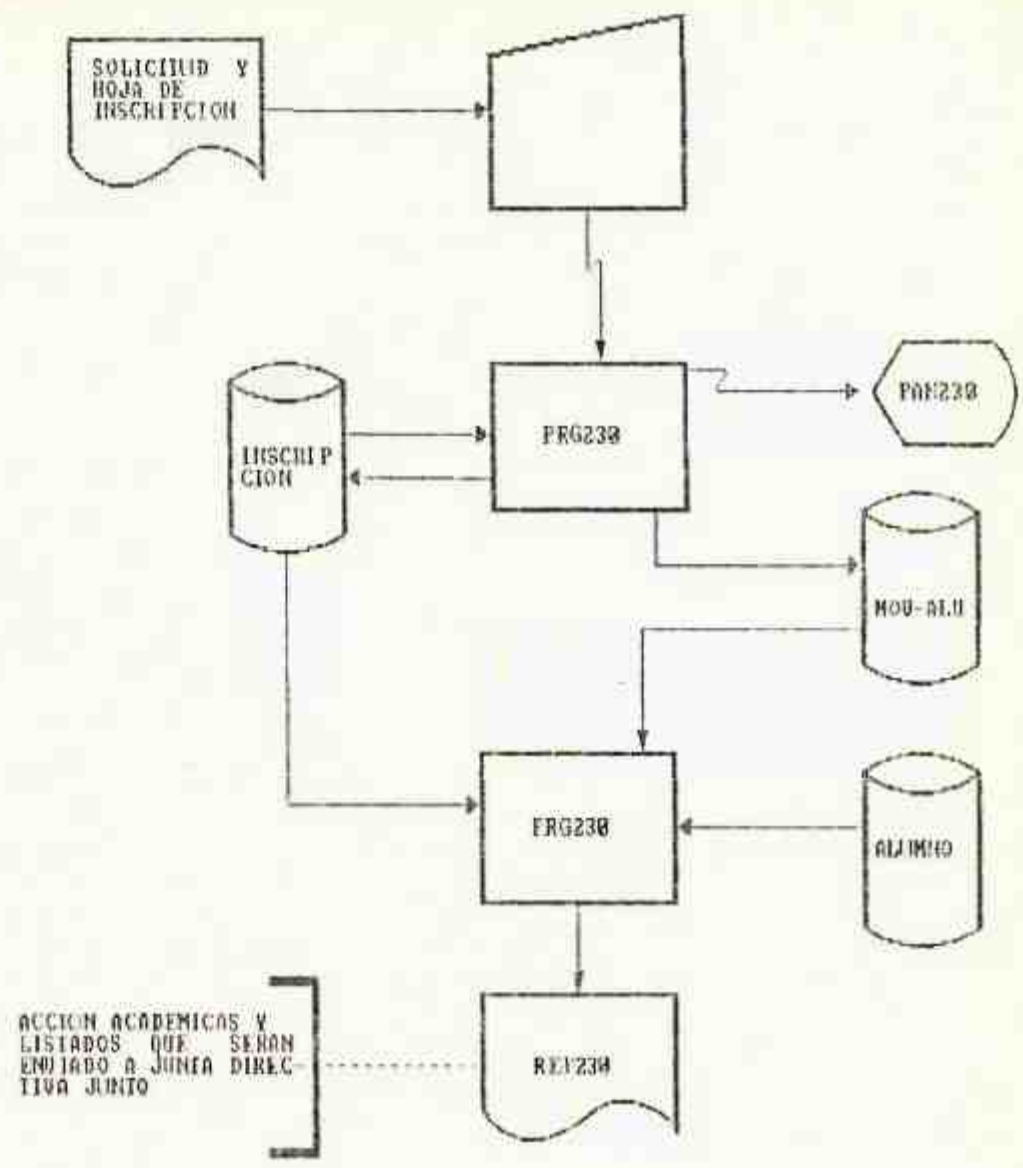 SOLICITUD Y
HOJA DE
INSCRIPCION
PRG230
PAN230
INSCRIP
CION
MOV-ALU
PRG230
ALUMNO
ACCION ACADEMICAS Y
LISTADOS QUE SERAN
ENVIADO A JUNTA DIREC
TIVA JUNTO
REP230